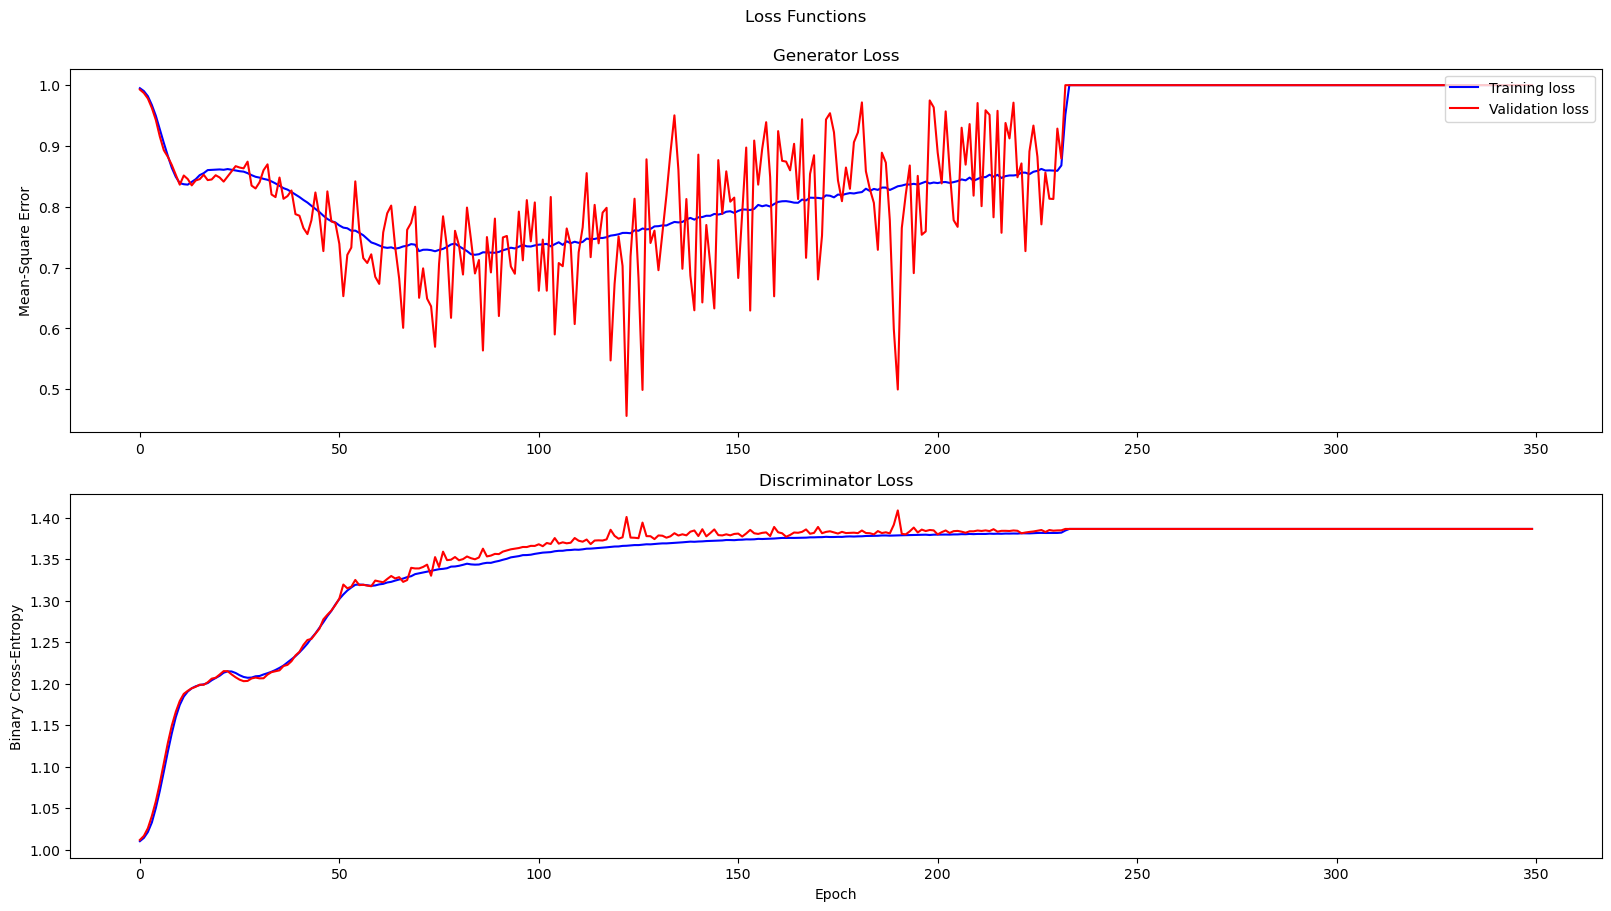 Loss Functions
Generator Loss
Mean-Square Error
1.0
0.9
0.8
0.7
0.6
0.5
Training loss
Validation loss
0 50 100 150 200 250 300 350
Discriminator Loss
Binary Cross-Entropy
1.40
1.35
1.30
1.25
1.20
1.15
1.10
1.05
1.00
0 50 100 150 200 250 300 350
Epoch